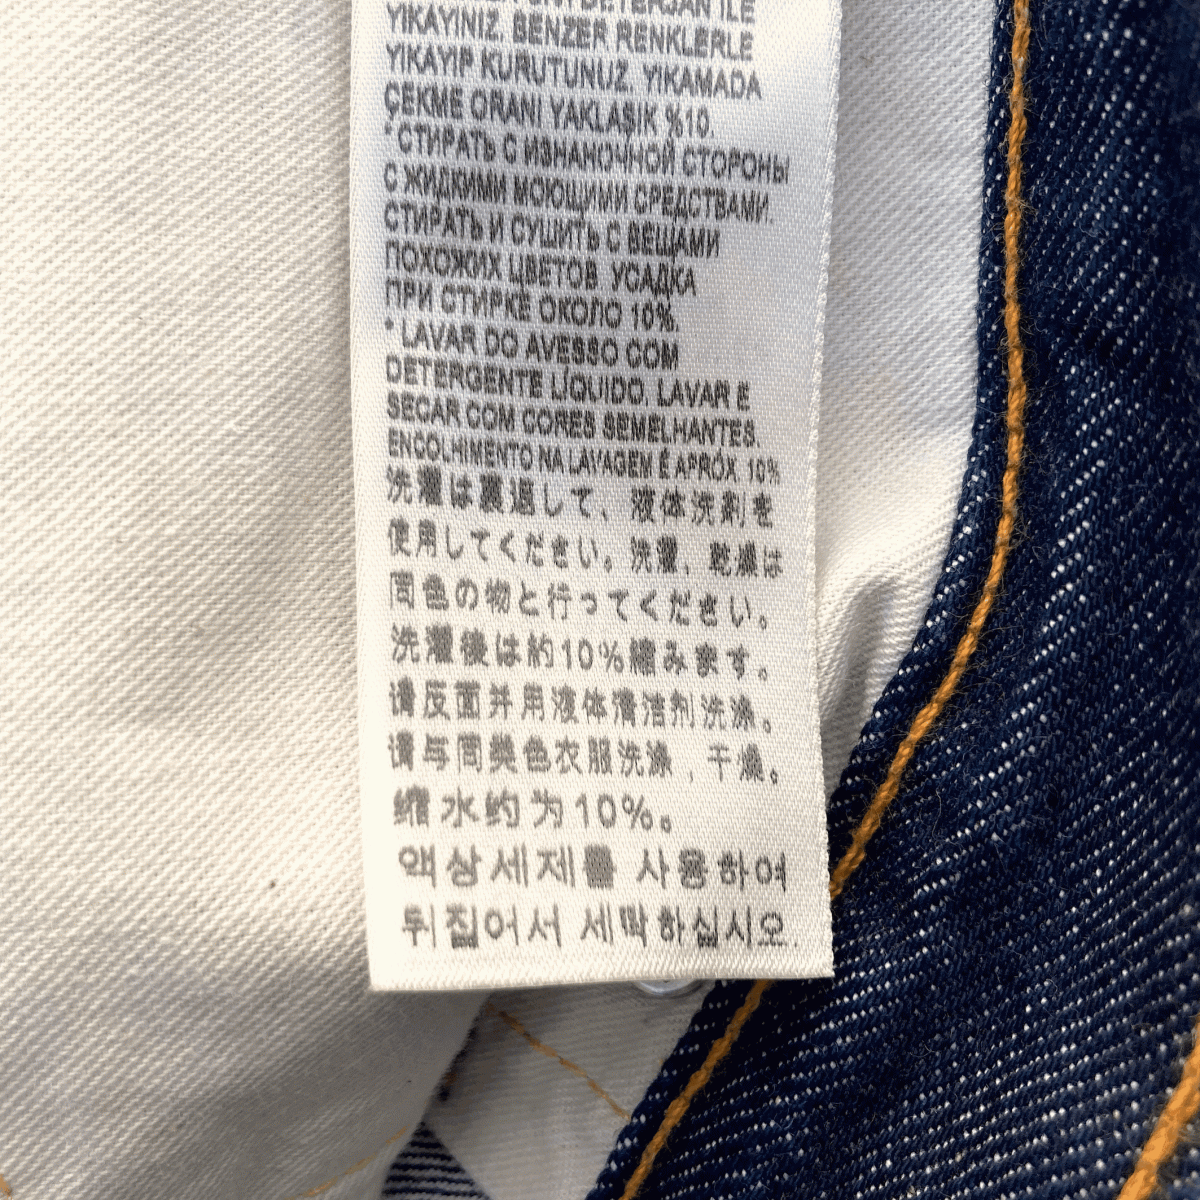 DETERJAN İLE
YIKAYINIZ. BENZER RENKLERLE
YIKAYIP KURUTUNUZ. YIKAMADA
ÇEKME ORANI YAKLAŞIK %10.
* СТИРАТЬ С ИЗНАНОЧНОЙ СТОРОНЫ
С ЖИДКИМИ МОЮЩИМИ СРЕДСТВАМИ.
СТИРАТЬ И СУШИТЬ С ВЕЩАМИ
ПОХОЖИХ ЦВЕТОВ. УСАДКА
ПРИ СТИРКЕ ОКОЛО 10%.
* LAVAR DO AVESSO COM
DETERGENTE LÍQUIDO. LAVAR E
SECAR COM CORES SEMELHANTES.
ENCOLHIMENTO NA LAVAGEM É APRÓX. 10%
洗濯は裏返して、液体洗剤を
使用してください。洗濯、乾燥は
同色の物と行ってください。
洗濯後は約10%縮みます。
请反面并用液体清洁剂洗涤。
请与同类色衣服洗涤,干燥。
缩水约为10%。
액상세제를 사용하여
뒤집어서 세탁하십시오.